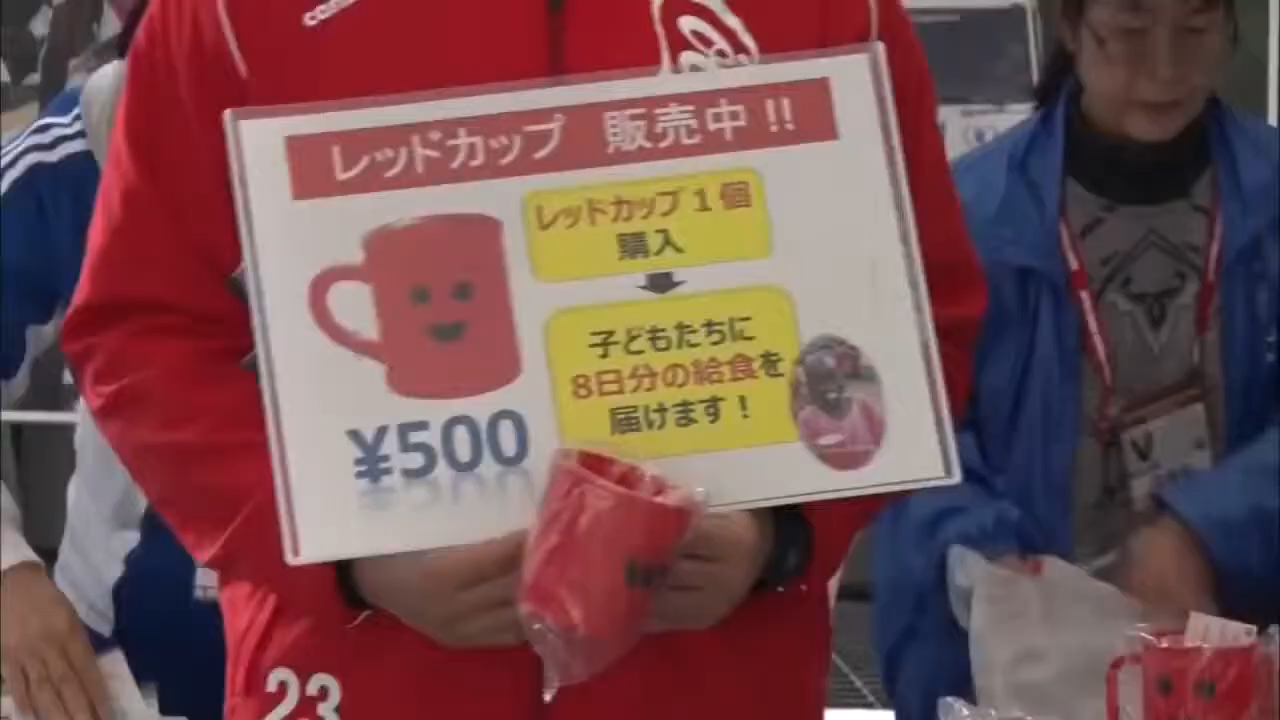 レッドカップ 販売中!!
レッドカップ1個
購入
子どもたちに
8日分の給食を
届けます!
¥500
23
V